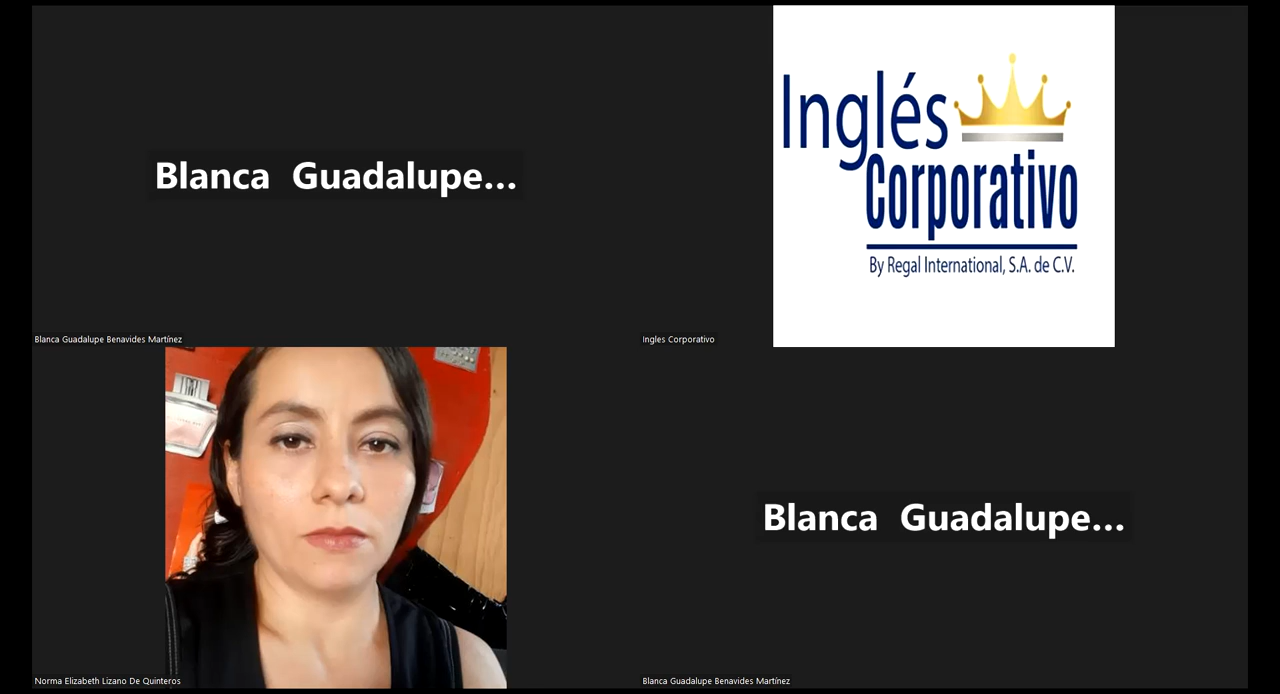 Blanca Guadalupe...
Inglés
Corporativo
By Regal International, S.A. de C.V.
Blanca Guadalupe Benavides Martínez
Ingles Corporativo
Blanca Guadalupe...
Norma Elizabeth Lizano De Quinteros
Blanca Guadalupe Benavides Martínez